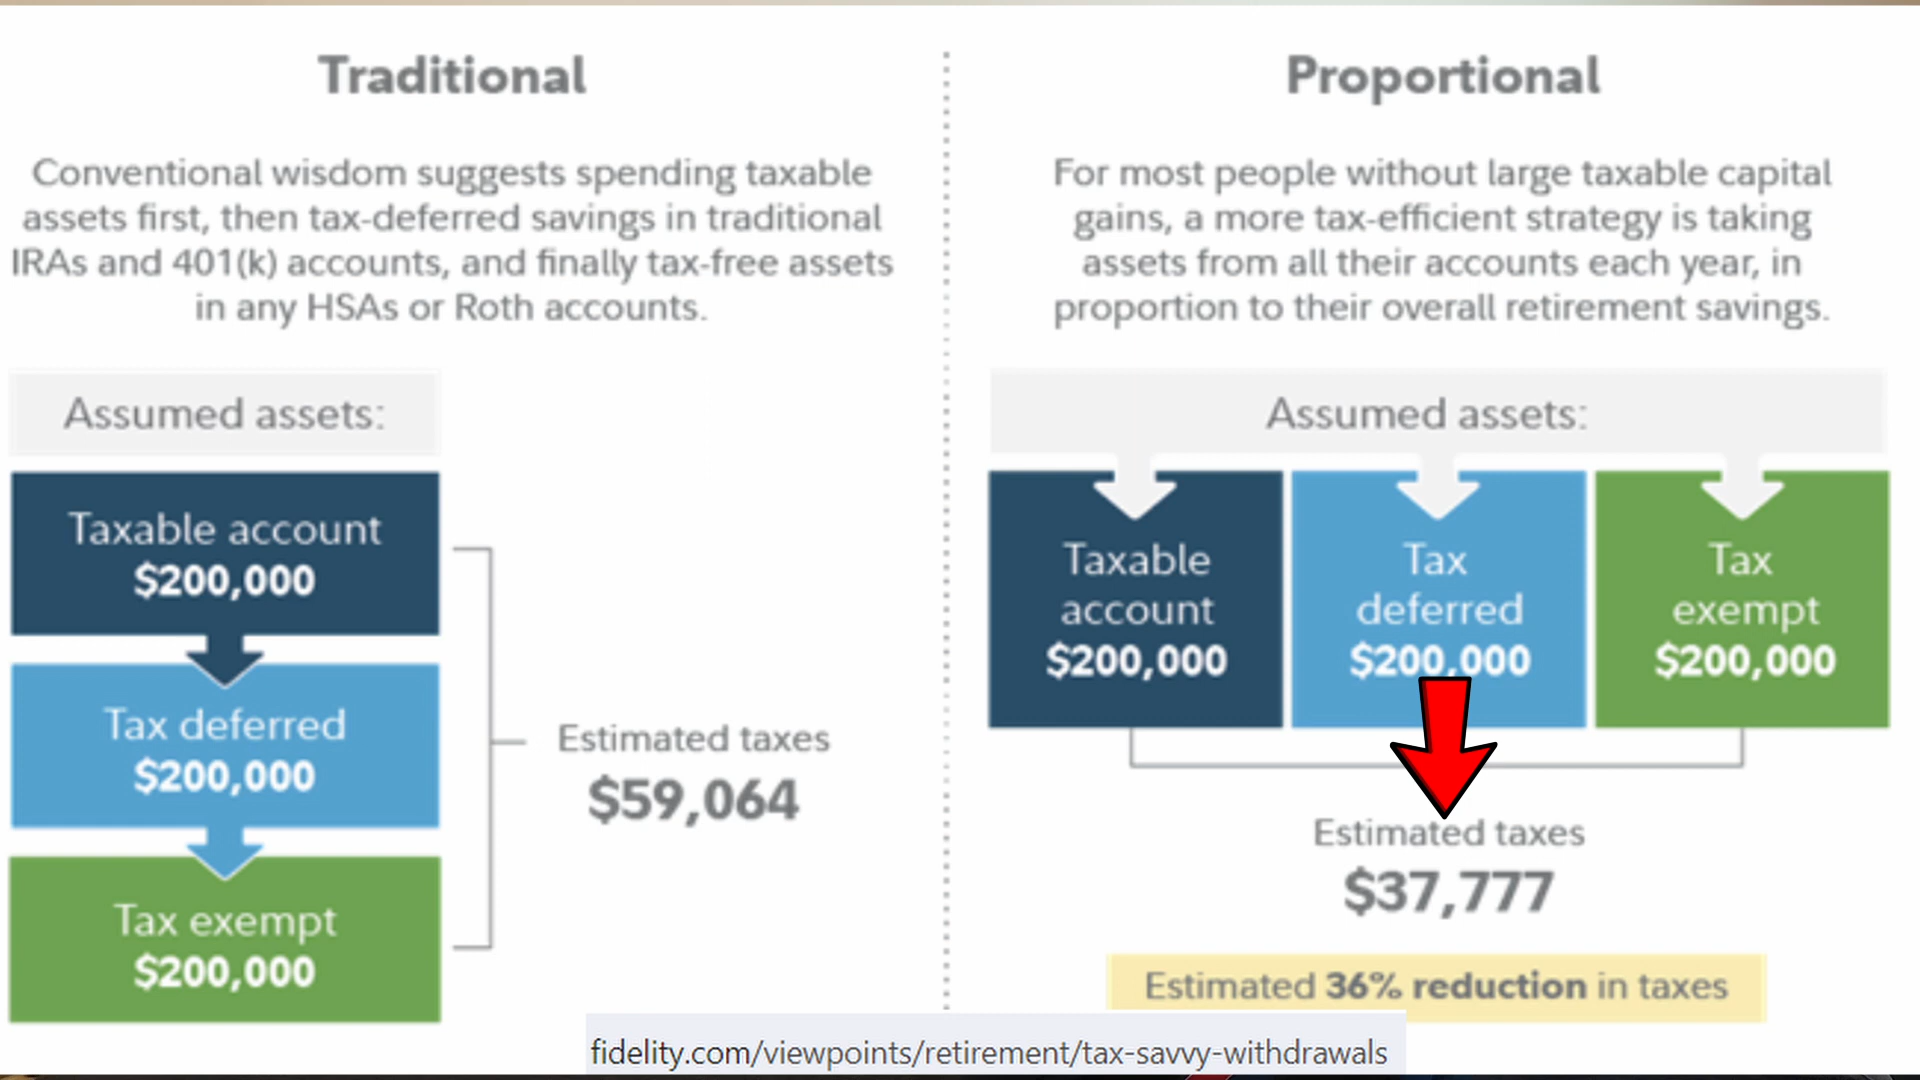 Traditional
Conventional wisdom suggests spending taxable
assets first, then tax-deferred savings in traditional
IRAs and 401(k) accounts, and finally tax-free assets
in any HSAs or Roth accounts.
Assumed assets:
Taxable account
$200,000
Tax deferred
$200,000
Tax exempt
$200,000
Estimated taxes
$59,064
Proportional
For most people without large taxable capital
gains, a more tax-efficient strategy is taking
assets from all their accounts each year, in
proportion to their overall retirement savings.
Assumed assets:
Taxable
account
$200,000
Tax
deferred
$200,000
Tax
exempt
$200,000
Estimated taxes
$37,777
Estimated 36% reduction in taxes
fidelity.com/viewpoints/retirement/tax-savvy-withdrawals